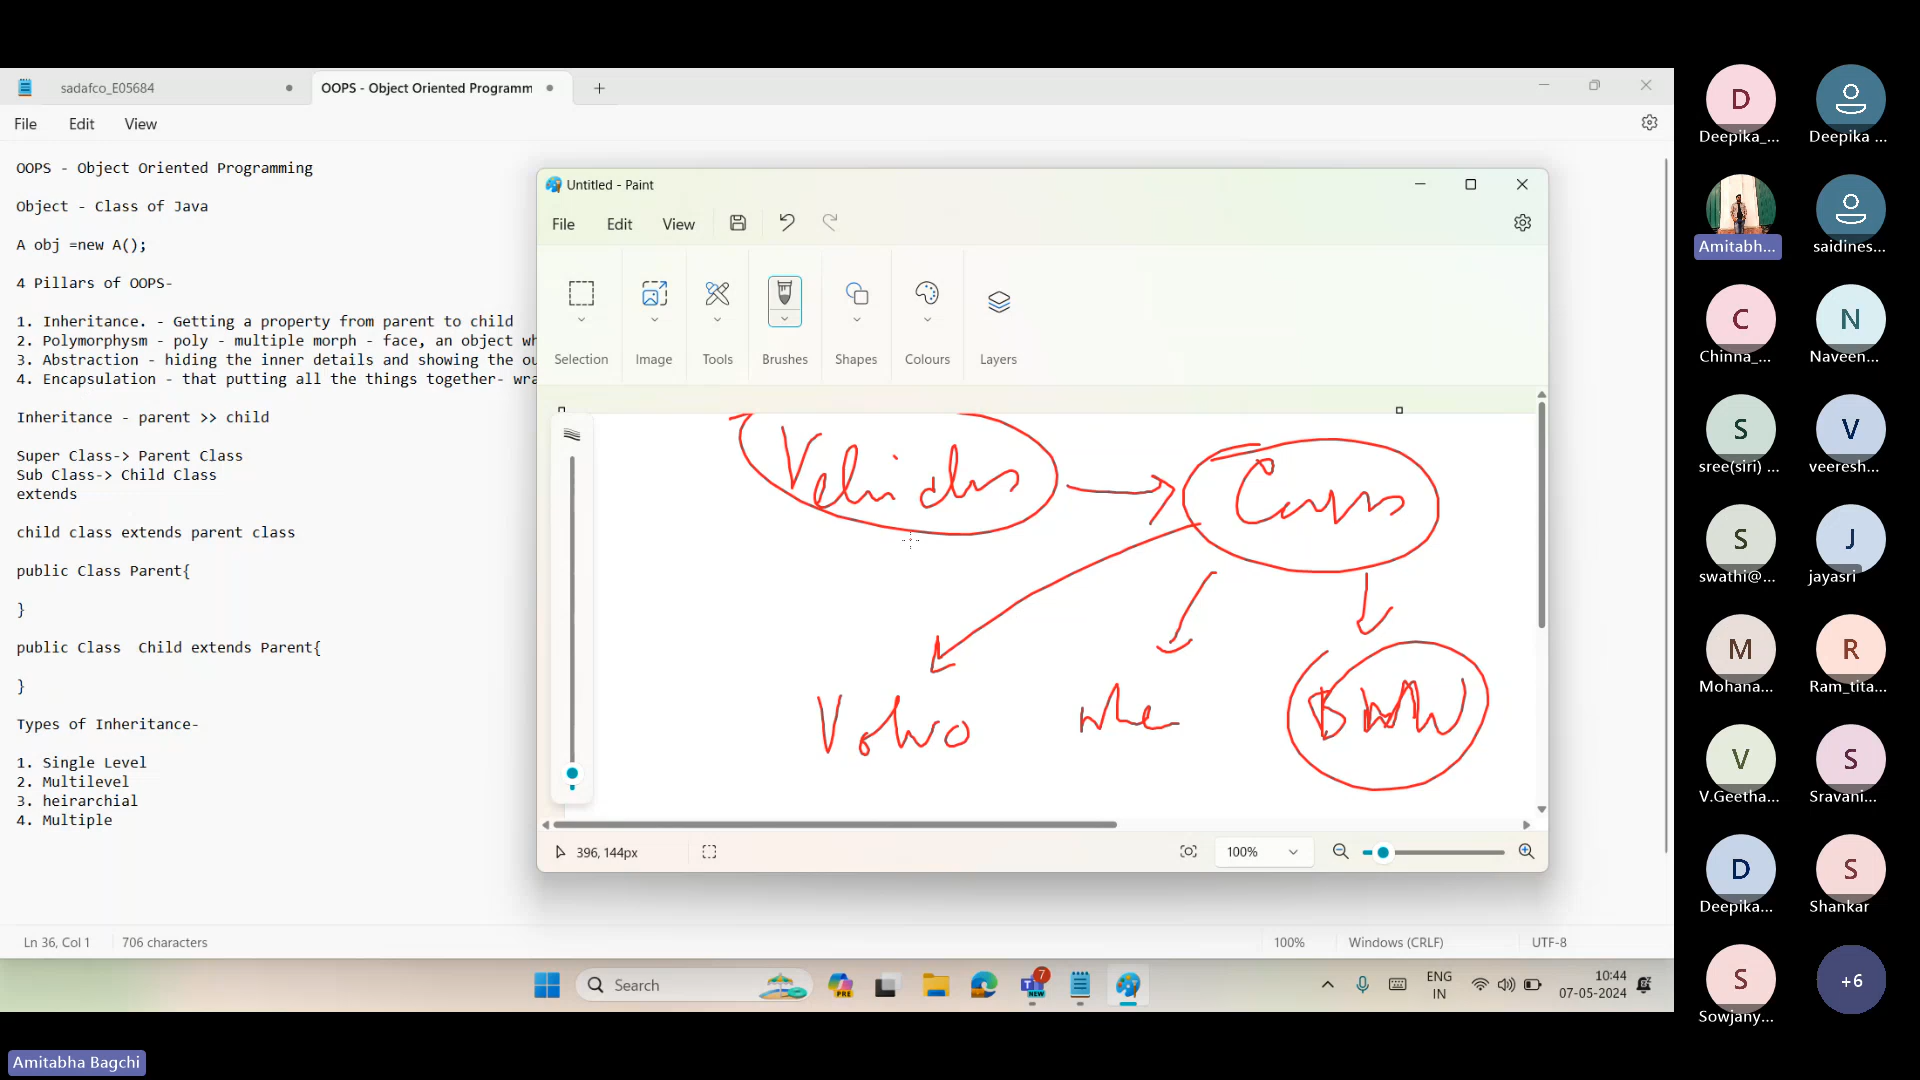 sadafco_E05684
OOPS - Object Oriented Programm
File Edit View
OOPS - Object Oriented Programming
Object - Class of Java
A obj =new A();
4 Pillars of OOPS-
1. Inheritance. - Getting a property from parent to child
2. Polymorphysm - poly - multiple morph - face, an object wh
3. Abstraction - hiding the inner details and showing the ou
4. Encapsulation - that putting all the things together- wra
Inheritance - parent >> child
Super Class-> Parent Class
Sub Class-> Child Class
extends
child class extends parent class
public Class Parent{
}
public Class  Child extends Parent{
}
Types of Inheritance-
1. Single Level
2. Multilevel
3. heirarchial
4. Multiple
Ln 36, Col 1 706 characters 100% Windows (CRLF) UTF-8
Untitled - Paint
File Edit View
Selection Image Tools Brushes Shapes Colours Layers
Vehicles
Cars
Volvo
BMW
396, 144px 100%
Search
PRE
7
NEW
ENG
IN
10:44
07-05-2024
D
Deepika_...
Deepika ...
Amitabh...
saidines...
C
Chinna_...
N
Naveen...
S
sree(siri) ...
V
veeresh...
S
swathi@...
J
jayasri
M
Mohana...
R
Ram_tita...
V
V.Geetha...
S
Sravani...
D
Deepika...
S
Shankar
S
Sowjany...
+6
Amitabha Bagchi